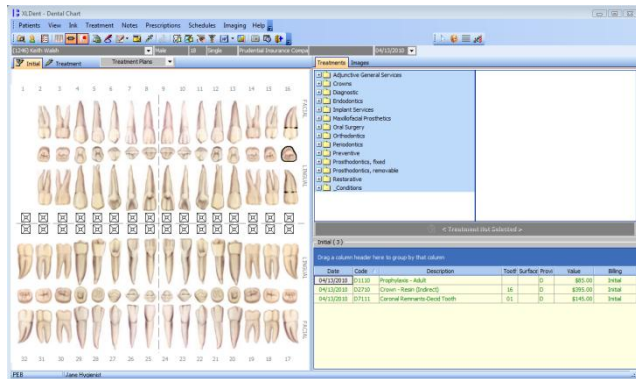 XLDent - Dental Chart
Patients View Ink Treatment Notes Prescriptions Schedules Imaging Help
[1240] Keith Walsh Male 10 Single Prudential Insurance Compa 04/13/2010
Initial Treatment Treatment Plans
Treatments Images
Adjunctive General Services
Crowns
Diagnostic
Endodontics
Implant Services
Maxillofacial Prosthetics
Oral Surgery
Orthodontics
Periodontics
Preventive
Prosthodontics, fixed
Prosthodontics, removable
Restorative
_Conditions
1 2 3 4 5 6 7 8 9 10 11 12 13 14 15 16
FACIAL
LINGUAL
LINGUAL
FACIAL
32 31 30 29 28 27 26 25 24 23 22 21 20 19 18 17
< Treatment Not Selected >
Initial ( 3 )
Drag a column header here to group by that column
Date Code Description Tooth Surface Provi Value Billing
04/13/2010 D1110 Prophylaxis - Adult D $85.00 Initial
04/13/2010 D2710 Crown -Resin (Indirect) 16 D $395.00 Initial
04/13/2010 D7111 Coronal Remnants-Decid Tooth 01 D $145.00 Initial
PEB Jane Hygienist